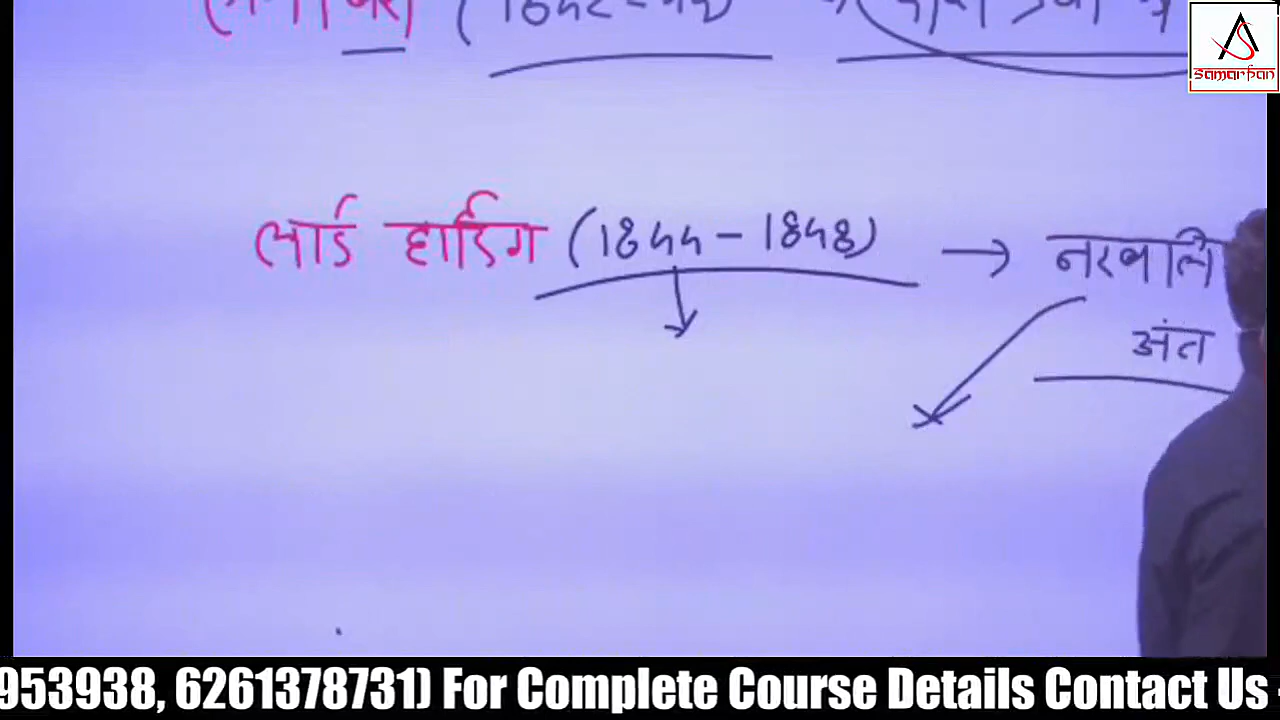 samarpan
लार्ड हार्डिग (1844 - 1848) → नरबलि
अंत
953938, 6261378731) For Complete Course Details Contact Us -